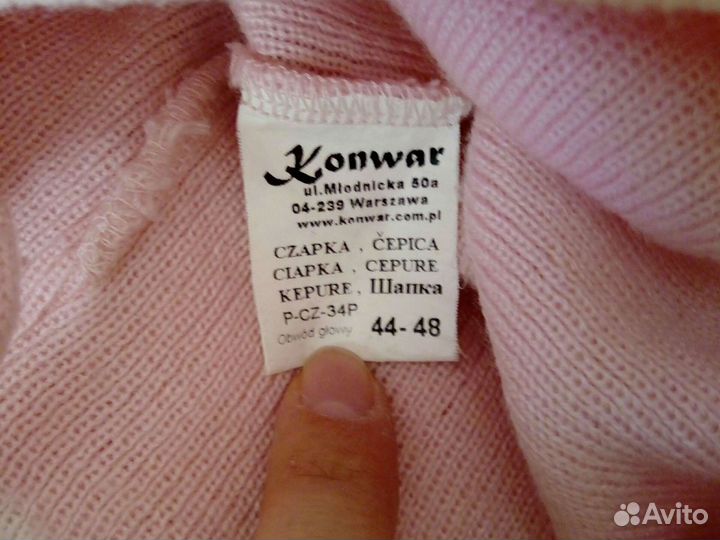 Konwar
ul.Młodnicka 50a
04-239 Warszawa
www.konwar.com.pl
CZAPKA , ČEPICA
CIAPKA , CEPURE
KEPURE , Шапка
P-CZ-34P
Obwód głowy 44-48
Avito